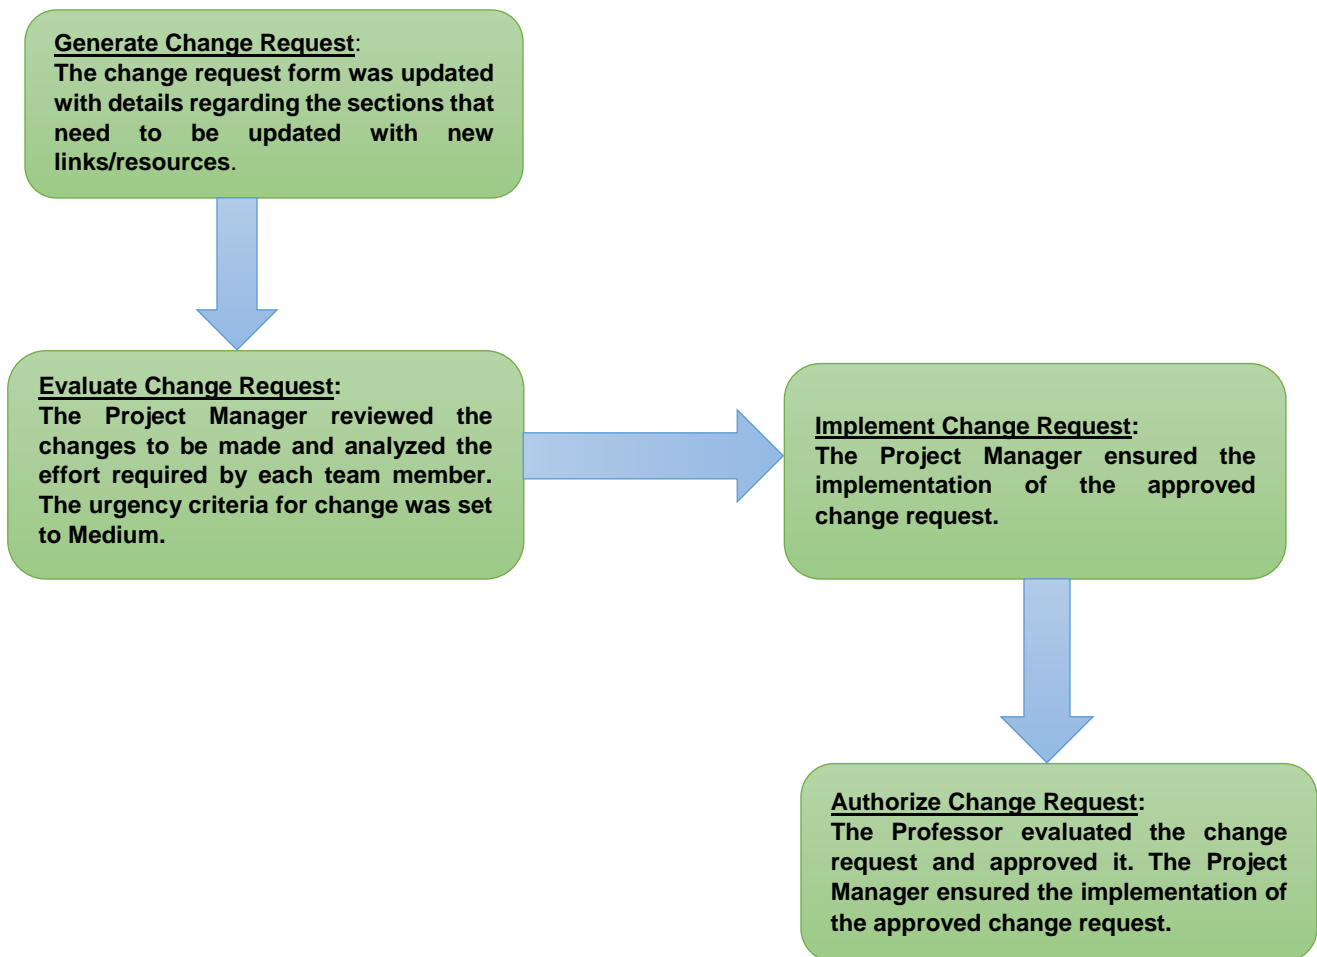 Generate Change Request:
The change request form was updated
with details regarding the sections that
need to be updated with new
links/resources.
Evaluate Change Request:
The Project Manager reviewed the
changes to be made and analyzed the
effort required by each team member.
The urgency criteria for change was set
to Medium.
Implement Change Request:
The Project Manager ensured the
implementation of the approved
change request.
Authorize Change Request:
The Professor evaluated the change
request and approved it. The Project
Manager ensured the implementation of
the approved change request.